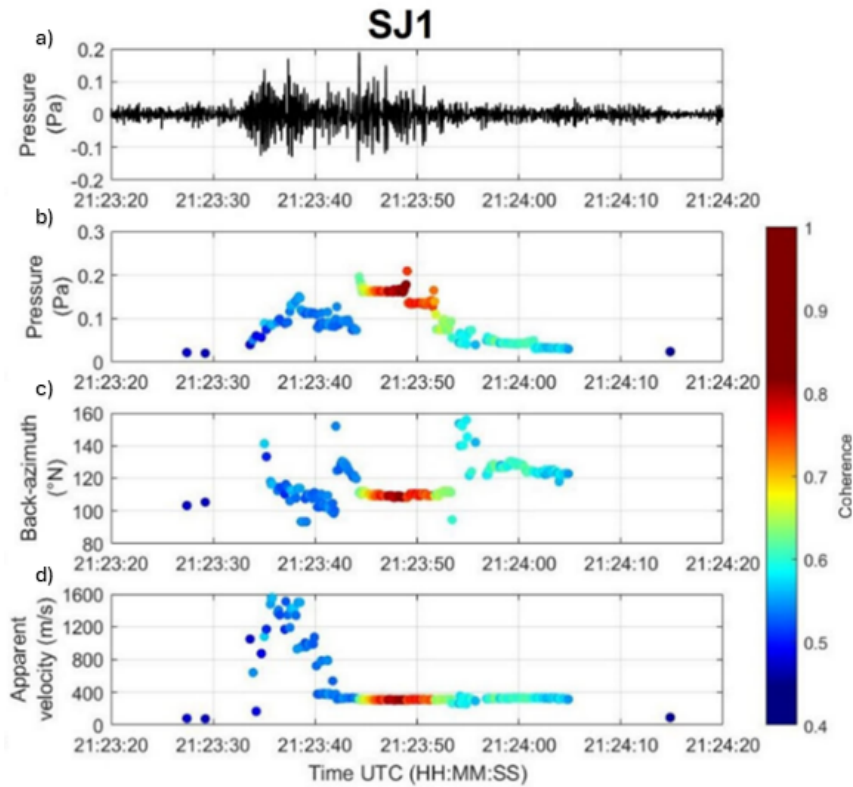 SJ1
a)
Pressure
(Pa)
0.2
0.1
0
-0.1
-0.2
21:23:20 21:23:30 21:23:40 21:23:50 21:24:00 21:24:10 21:24:20
b)
Pressure
(Pa)
0.3
0.2
0.1
0
21:23:20 21:23:30 21:23:40 21:23:50 21:24:00 21:24:10 21:24:20
c)
Back-azimuth
(°N)
160
140
120
100
80
21:23:20 21:23:30 21:23:40 21:23:50 21:24:00 21:24:10 21:24:20
d)
Apparent
velocity (m/s)
1600
1200
800
400
0
21:23:20 21:23:30 21:23:40 21:23:50 21:24:00 21:24:10 21:24:20
Time UTC (HH:MM:SS)
1
0.9
0.8
0.7
0.6
0.5
0.4
Coherence